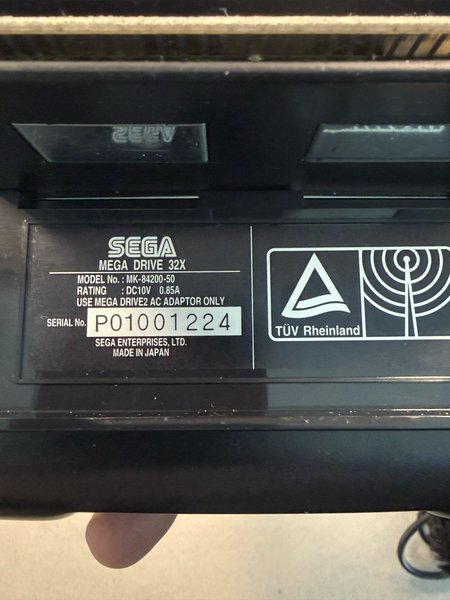 SEGA
SEGA
MEGA DRIVE 32X
MODEL No. : MK-84200-50
RATING : DC10V 0.85A
USE MEGA DRIVE2 AC ADAPTOR ONLY
SERIAL No. P01001224
SEGA ENTERPRISES, LTD.
MADE IN JAPAN
TÜV Rheinland